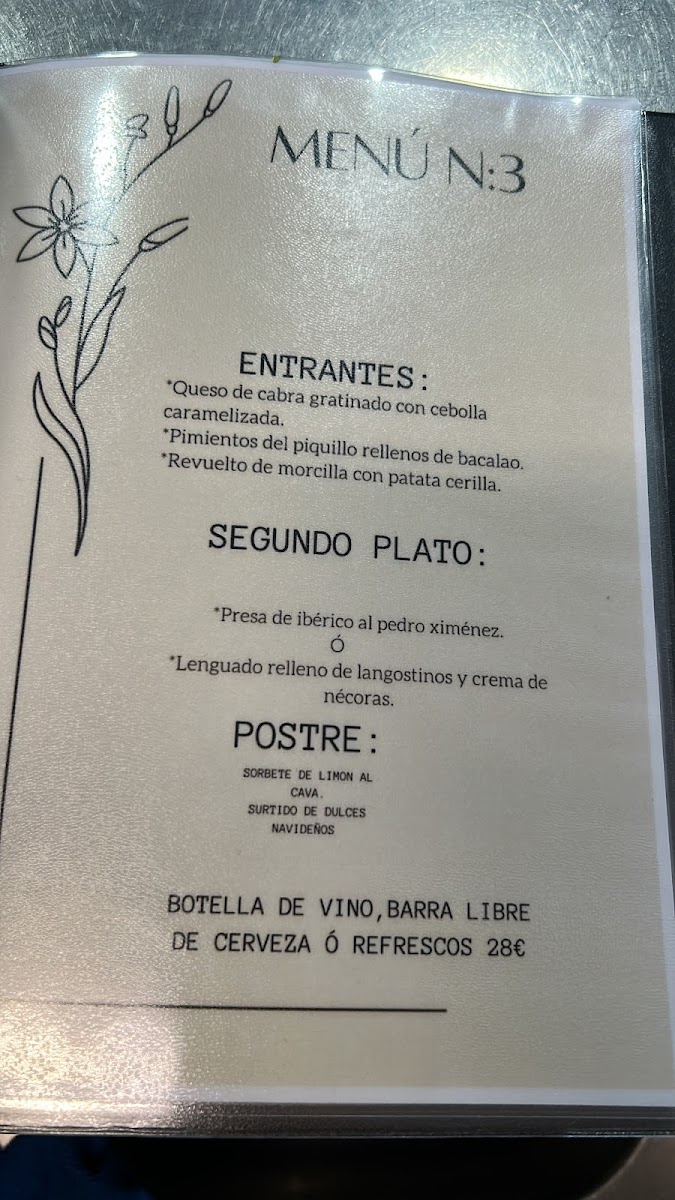 MENÚ N:3
ENTRANTES:
*Queso de cabra gratinado con cebolla
caramelizada.
*Pimientos del piquillo rellenos de bacalao.
*Revuelto de morcilla con patata cerilla.
SEGUNDO PLATO:
*Presa de ibérico al pedro ximénez.
Ó
*Lenguado relleno de langostinos y crema de
nécoras.
POSTRE:
SORBETE DE LIMON AL
CAVA.
SURTIDO DE DULCES
NAVIDEÑOS
BOTELLA DE VINO,BARRA LIBRE
DE CERVEZA Ó REFRESCOS 28€